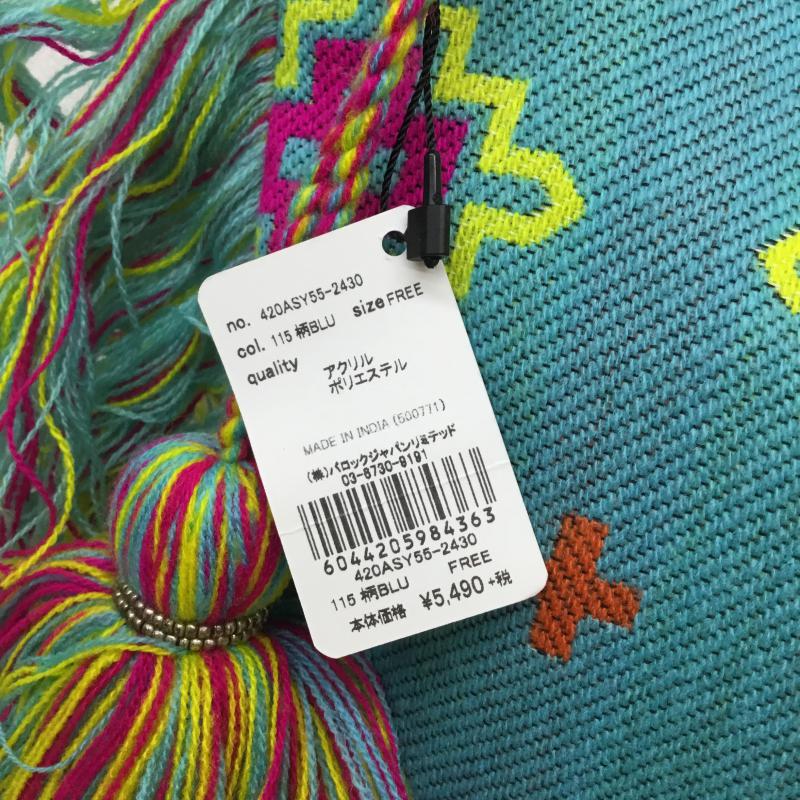 no. 420ASY55-2430
col. 115 柄BLU size FREE
quality アクリル
ポリエステル
MADE IN INDIA (500771)
(株)バロックジャパンリミテッド
03-6730-9191
6044205984363
420ASY55-2430
115 柄BLU FREE
本体価格 ¥5,490+税